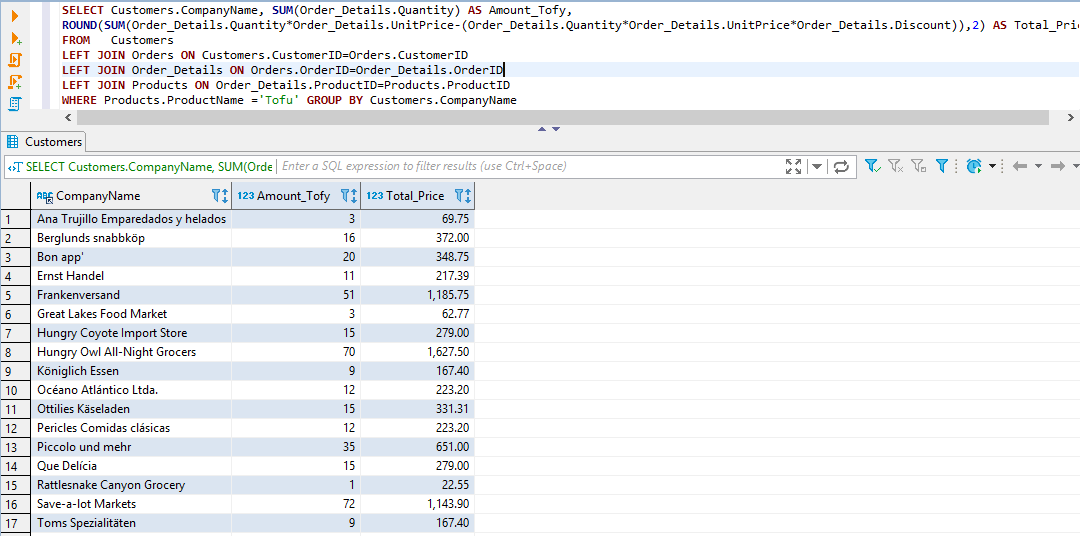 SELECT Customers.CompanyName, SUM(Order_Details.Quantity) AS Amount_Tofy,
ROUND(SUM(Order_Details.Quantity*Order_Details.UnitPrice-(Order_Details.Quantity*Order_Details.UnitPrice*Order_Details.Discount)),2) AS Total_Pric
FROM Customers
LEFT JOIN Orders ON Customers.CustomerID=Orders.CustomerID
LEFT JOIN Order_Details ON Orders.OrderID=Order_Details.OrderID
LEFT JOIN Products ON Order_Details.ProductID=Products.ProductID
WHERE Products.ProductName ='Tofu' GROUP BY Customers.CompanyName
Customers
SELECT Customers.CompanyName, SUM(Orde Enter a SQL expression to filter results (use Ctrl+Space)
ABC CompanyName 123 Amount_Tofy 123 Total_Price
1 Ana Trujillo Emparedados y helados 3 69.75
2 Berglunds snabbköp 16 372.00
3 Bon app' 20 348.75
4 Ernst Handel 11 217.39
5 Frankenversand 51 1,185.75
6 Great Lakes Food Market 3 62.77
7 Hungry Coyote Import Store 15 279.00
8 Hungry Owl All-Night Grocers 70 1,627.50
9 Königlich Essen 9 167.40
10 Océano Atlántico Ltda. 12 223.20
11 Ottilies Käseladen 15 331.31
12 Pericles Comidas clásicas 12 223.20
13 Piccolo und mehr 35 651.00
14 Que Delícia 15 279.00
15 Rattlesnake Canyon Grocery 1 22.55
16 Save-a-lot Markets 72 1,143.90
17 Toms Spezialitäten 9 167.40